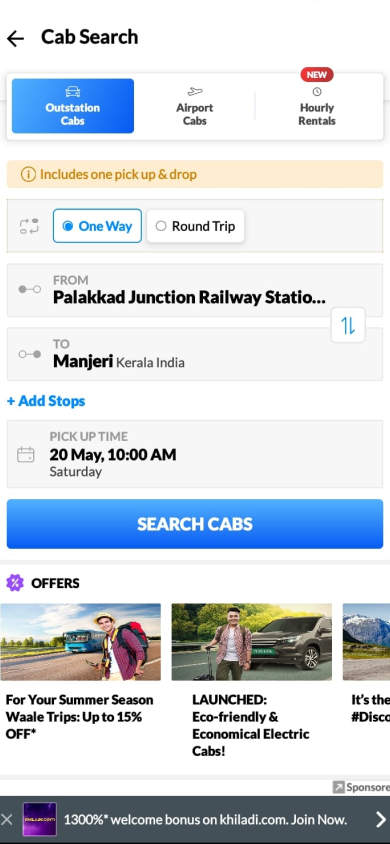 Cab Search
NEW
Outstation
Cabs
Airport
Cabs
Hourly
Rentals
Includes one pick up & drop
One Way
Round Trip
FROM
Palakkad Junction Railway Statio...
TO
Manjeri Kerala India
+ Add Stops
PICK UP TIME
20 May, 10:00 AM
Saturday
SEARCH CABS
OFFERS
For Your Summer Season
Waale Trips: Up to 15%
OFF*
LAUNCHED:
Eco-friendly &
Economical Electric
Cabs!
It's the
#Disco
Sponsore
KHILADI.COM
1300%* welcome bonus on khiladi.com. Join Now.